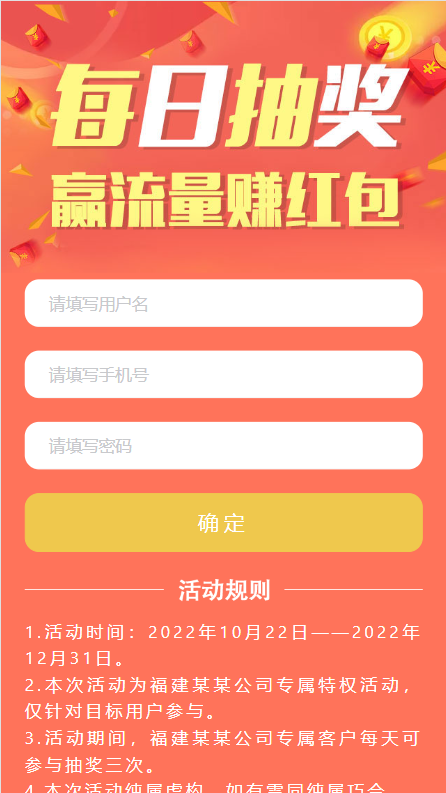 每日抽奖
赢流量赚红包
请填写用户名
请填写手机号
请填写密码
确定
活动规则
1.活动时间：2022年10月22日——2022年
12月31日。
2.本次活动为福建某某公司专属特权活动，
仅针对目标用户参与。
3.活动期间，福建某某公司专属客户每天可
参与抽奖三次。
4.本次活动纯属虚构，如有雷同纯属巧合。